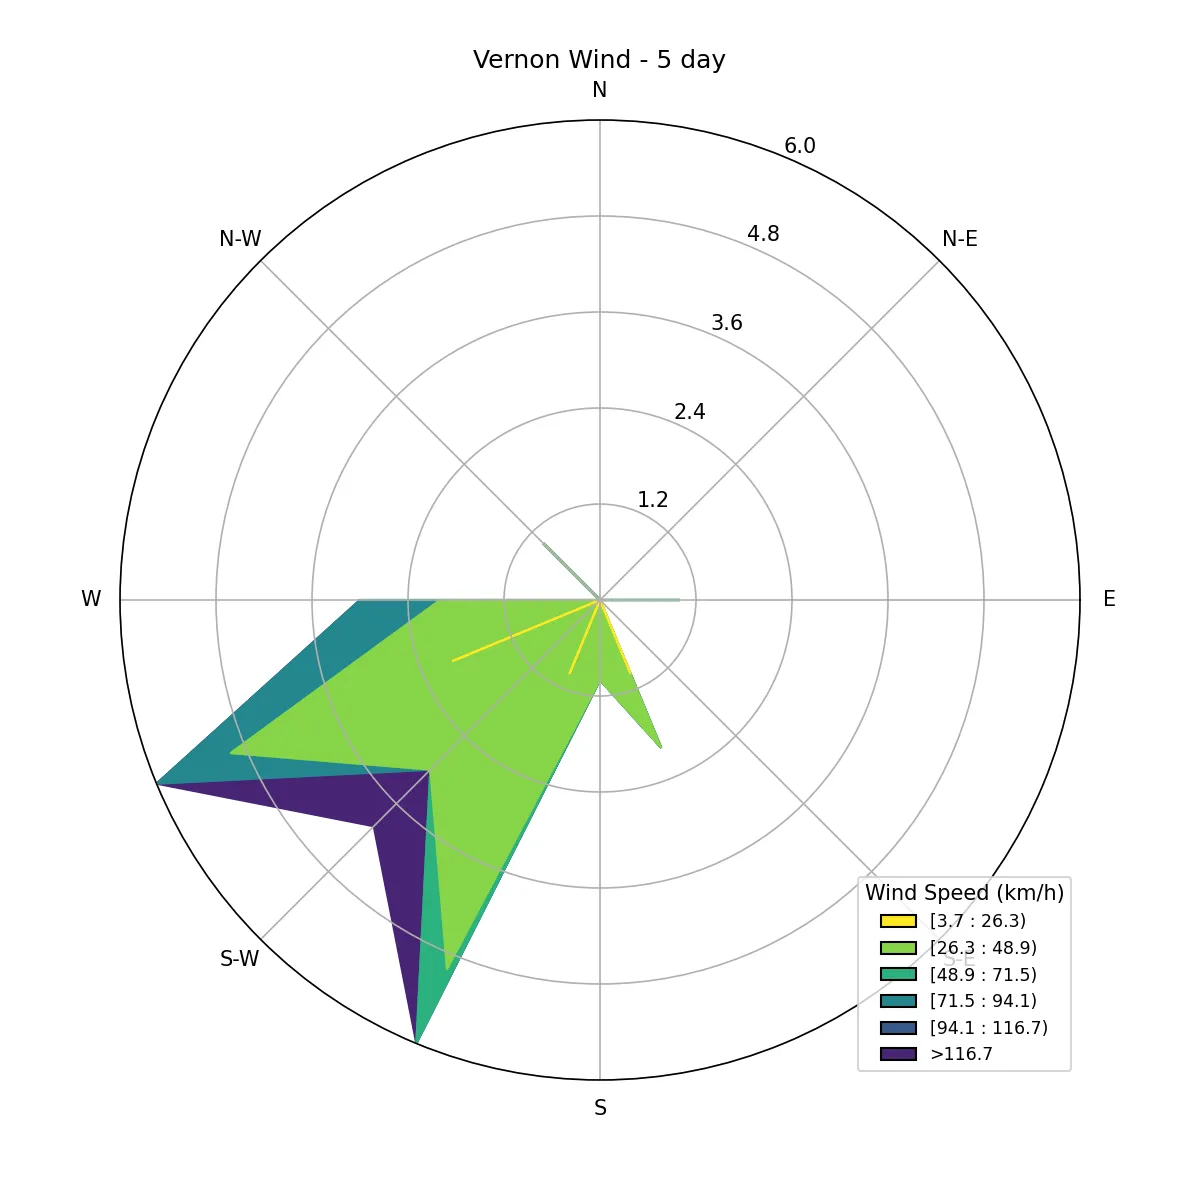 Vernon Wind - 5 day
N
6.0
N-W
4.8
N-E
3.6
2.4
1.2
W
E
Wind Speed (km/h)
[3.7 : 26.3)
[26.3 : 48.9)
S-W
S-E
[48.9 : 71.5)
[71.5 : 94.1)
[94.1 : 116.7)
>116.7
S